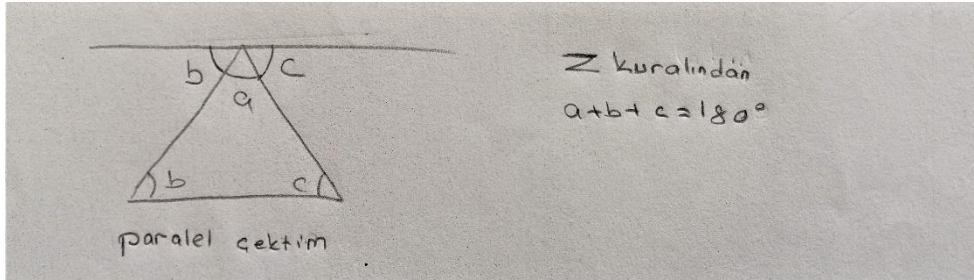 b c
a
b c
paralel çektim
Z kuralından
a+b+c=180°